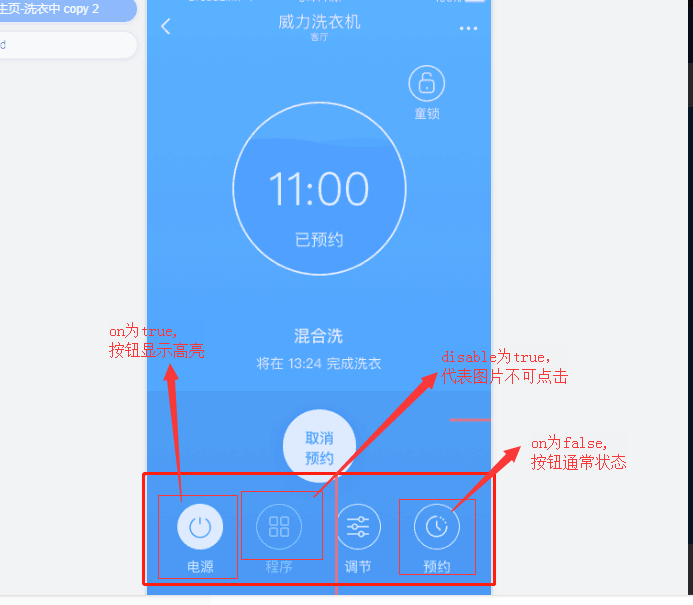 主页-洗衣中 copy 2
d
威力洗衣机
客厅
童锁
11:00
已预约
混合洗
将在 13:24 完成洗衣
on为true,
按钮显示高亮
disable为true,
代表图片不可点击
取消
预约
on为false,
按钮通常状态
电源
程序
调节
预约